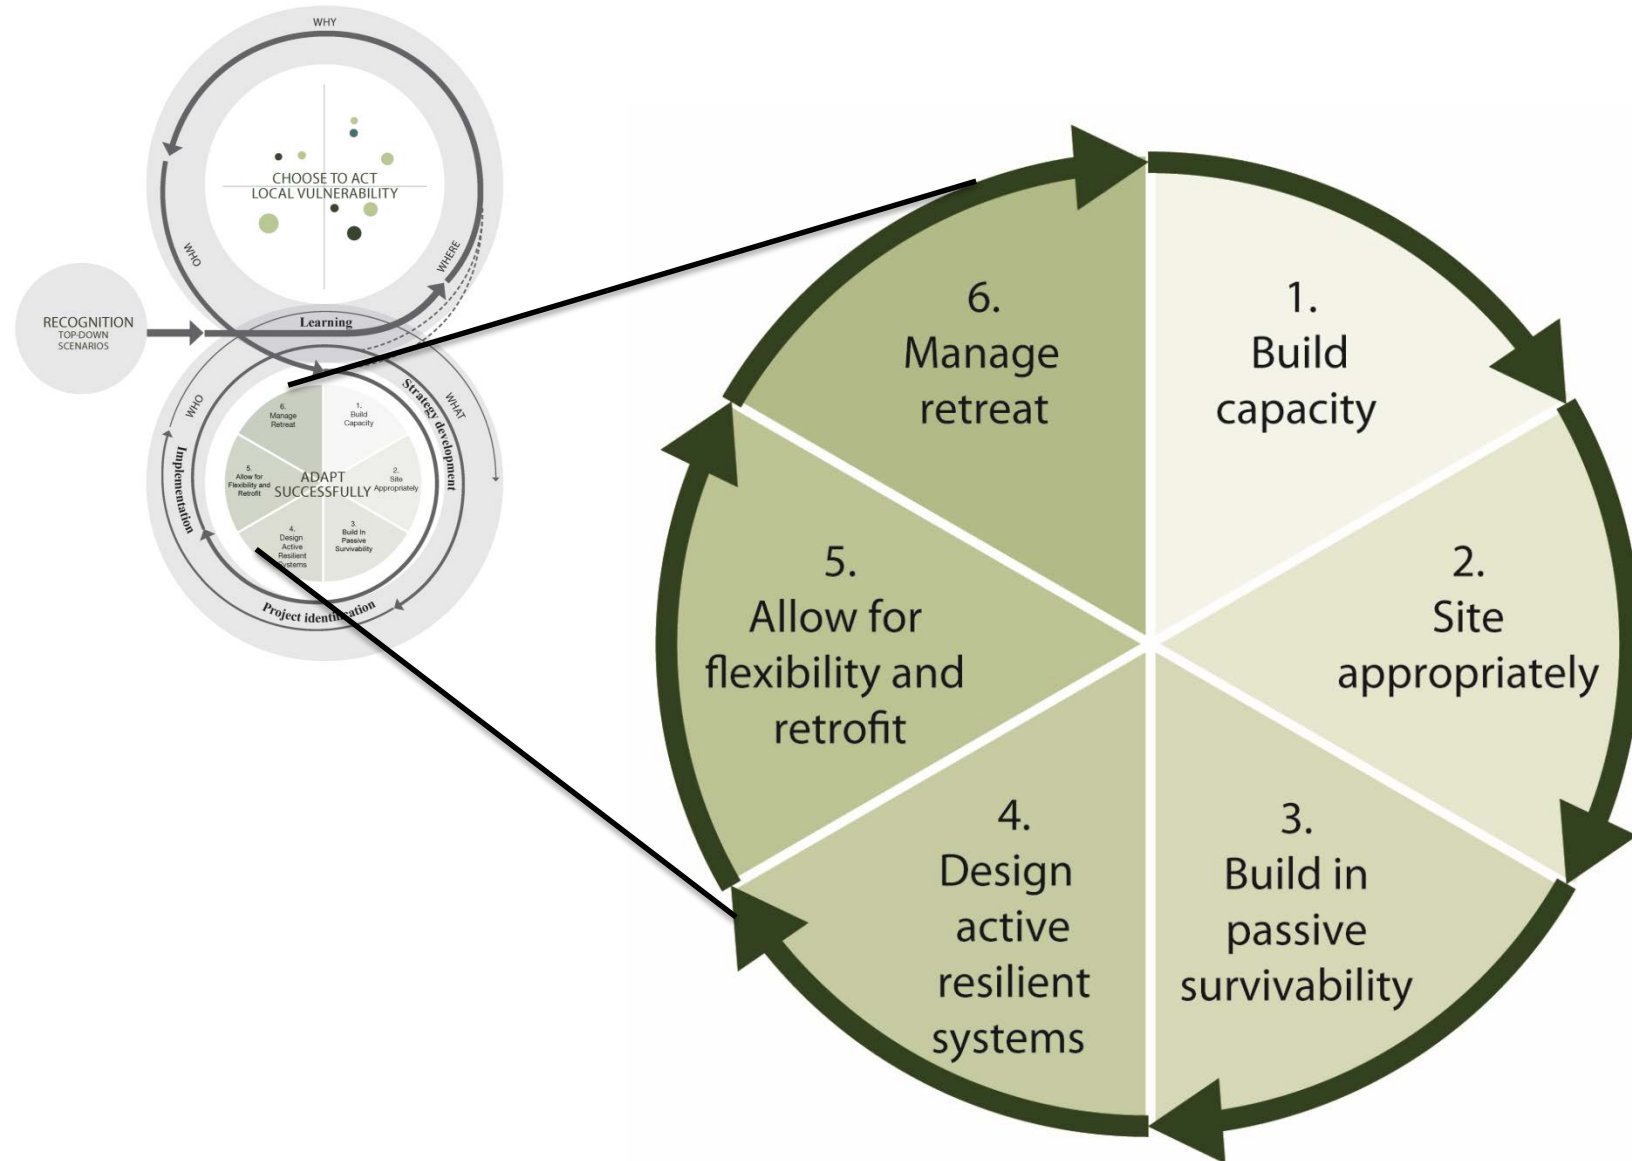 WHY
CHOOSE TO ACT
LOCAL VULNERABILITY
WHO
WHERE
RECOGNITION
TOP-DOWN
SCENARIOS
Learning
WHO
WHAT
Strategy development
Implementation
Project identification
6.
Manage
Retreat
1.
Build
Capacity
5.
Allow for
Flexibility and
Retrofit
ADAPT
SUCCESSFULLY
2.
Site
Appropriately
4.
Design
Active
Resilient
Systems
3.
Build In
Passive
Survivability
6.
Manage
retreat
1.
Build
capacity
5.
Allow for
flexibility and
retrofit
2.
Site
appropriately
4.
Design
active
resilient
systems
3.
Build in
passive
survivability